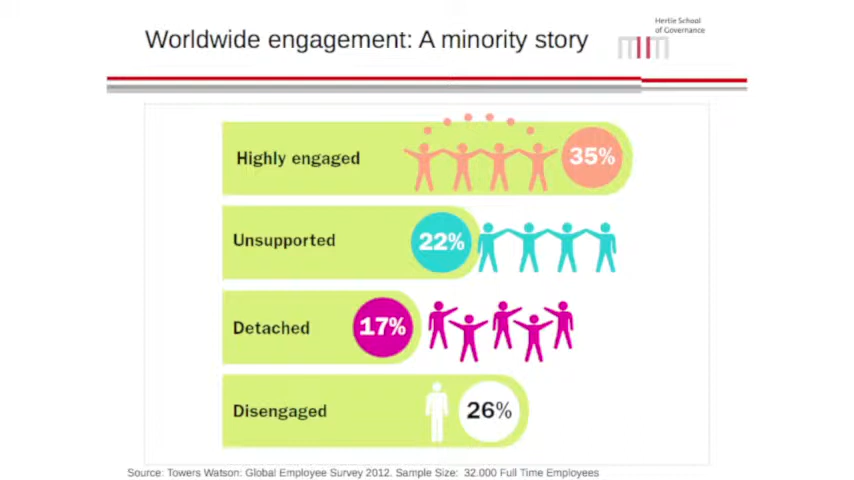 Hertie School
of Governance
Worldwide engagement: A minority story
Highly engaged
35%
Unsupported
22%
Detached
17%
Disengaged
26%
Source: Towers Watson: Global Employee Survey 2012. Sample Size: 32.000 Full Time Employees